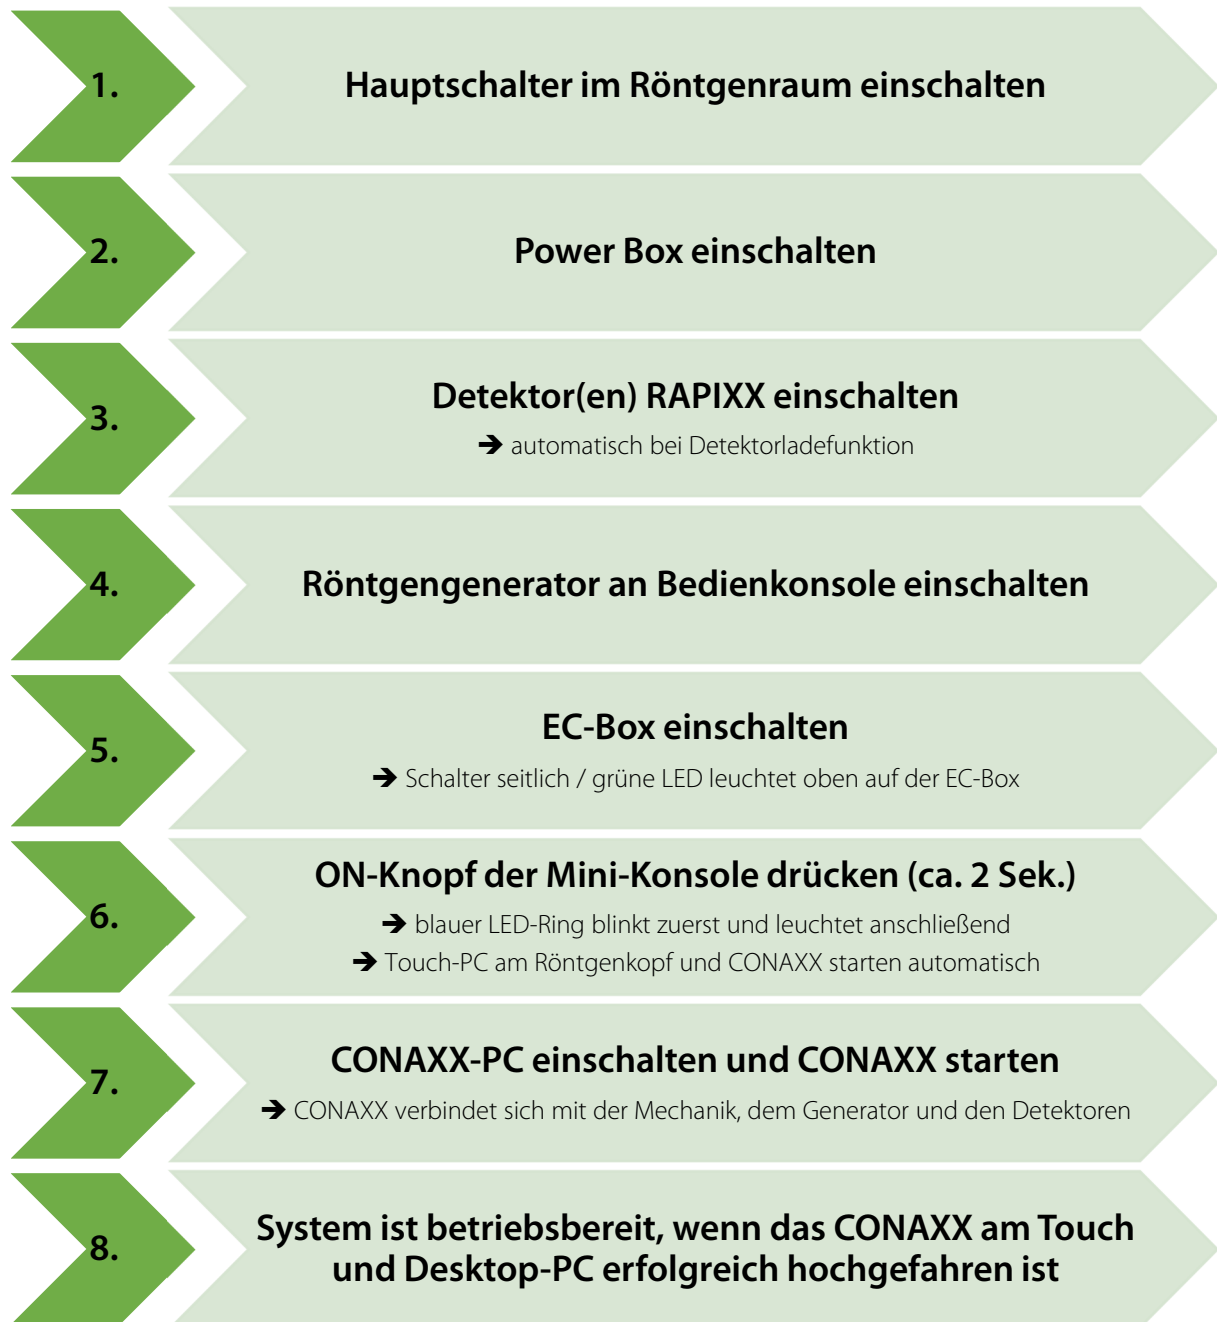 1.
Hauptschalter im Röntgenraum einschalten
2.
Power Box einschalten
3.
Detektor(en) RAPIXX einschalten
➔ automatisch bei Detektorladefunktion
4.
Röntgengenerator an Bedienkonsole einschalten
5.
EC-Box einschalten
➔ Schalter seitlich / grüne LED leuchtet oben auf der EC-Box
6.
ON-Knopf der Mini-Konsole drücken (ca. 2 Sek.)
➔ blauer LED-Ring blinkt zuerst und leuchtet anschließend
➔ Touch-PC am Röntgenkopf und CONAXX starten automatisch
7.
CONAXX-PC einschalten und CONAXX starten
➔ CONAXX verbindet sich mit der Mechanik, dem Generator und den Detektoren
8.
System ist betriebsbereit, wenn das CONAXX am Touch
und Desktop-PC erfolgreich hochgefahren ist